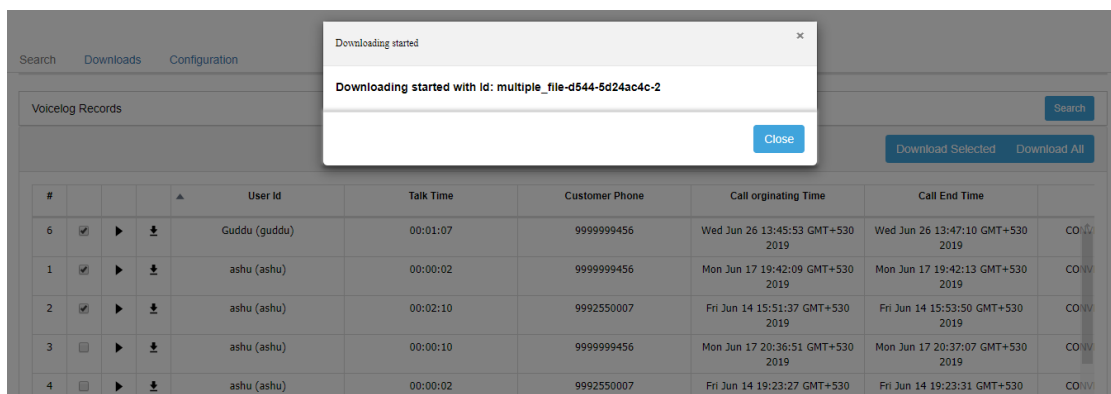 Downloading started ×
Search Downloads Configuration
Downloading started with Id: multiple_file-d544-5d24ac4c-2
Voicelog Records Search
Close
Download Selected Download All
# User Id Talk Time Customer Phone Call orginating Time Call End Time
6 Guddu (guddu) 00:01:07 9999999456 Wed Jun 26 13:45:53 GMT+530 Wed Jun 26 13:47:10 GMT+530
2019 2019
1 ashu (ashu) 00:00:02 9999999456 Mon Jun 17 19:42:09 GMT+530 Mon Jun 17 19:42:13 GMT+530
2019 2019
2 ashu (ashu) 00:02:10 9992550007 Fri Jun 14 15:51:37 GMT+530 Fri Jun 14 15:53:50 GMT+530
2019 2019
3 ashu (ashu) 00:00:10 9999999456 Mon Jun 17 20:36:51 GMT+530 Mon Jun 17 20:37:07 GMT+530
2019 2019
4 ashu (ashu) 00:00:02 9992550007 Fri Jun 14 19:23:27 GMT+530 Fri Jun 14 19:23:31 GMT+530